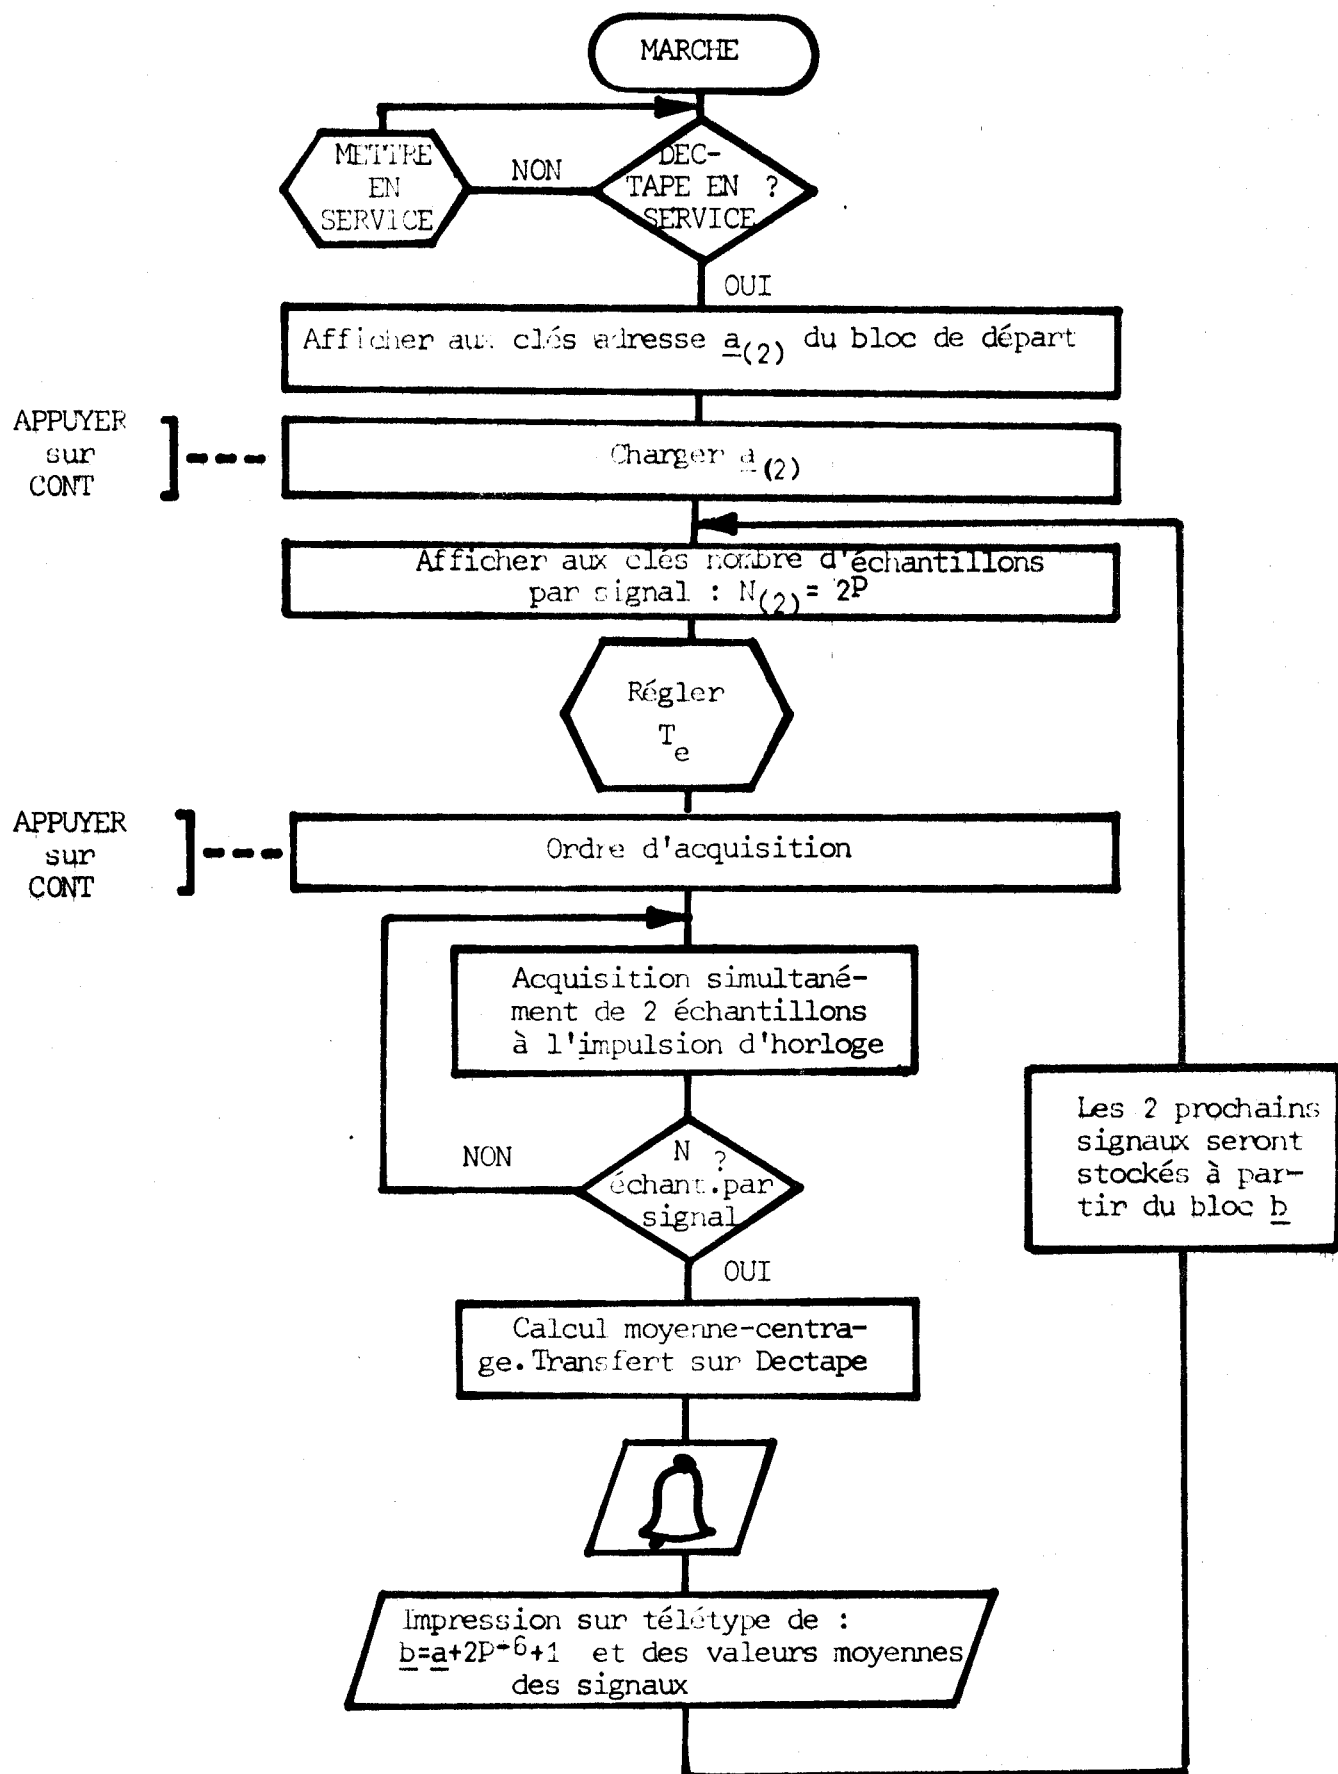 MARCHE
METTRE
EN
SERVICE
NON
DEC-
TAPE EN ?
SERVICE
OUI
Afficher aux clés adresse a(2) du bloc de départ
APPUYER
sur
CONT
Charger a(2)
Afficher aux clés nombre d'échantillons
par signal : N(2)= 2P
Régler
Te
APPUYER
sur
CONT
Ordre d'acquisition
Acquisition simultané-
ment de 2 échantillons
à l'impulsion d'horloge
NON
N ?
échant.par
signal
OUI
Les 2 prochains
signaux seront
stockés à par-
tir du bloc b
Calcul moyenne-centra-
ge.Transfert sur Dectape
Impression sur télétype de :
b=a+2P-6+1 et des valeurs moyennes
des signaux